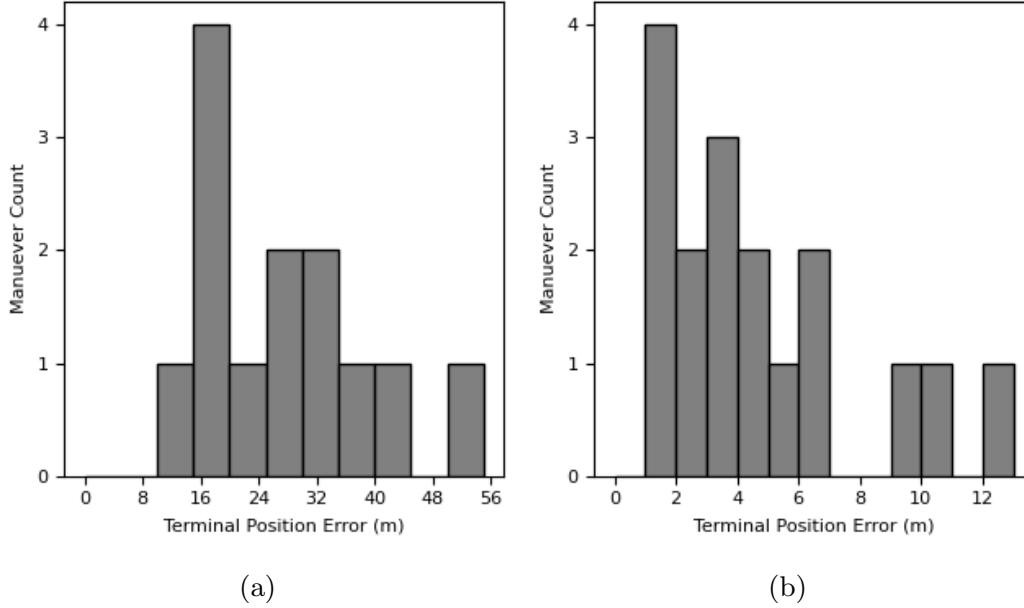 4
3
2
1
0
Manuever Count
0 8 16 24 32 40 48 56
Terminal Position Error (m)
(a)
4
3
2
1
0
Manuever Count
0 2 4 6 8 10 12
Terminal Position Error (m)
(b)